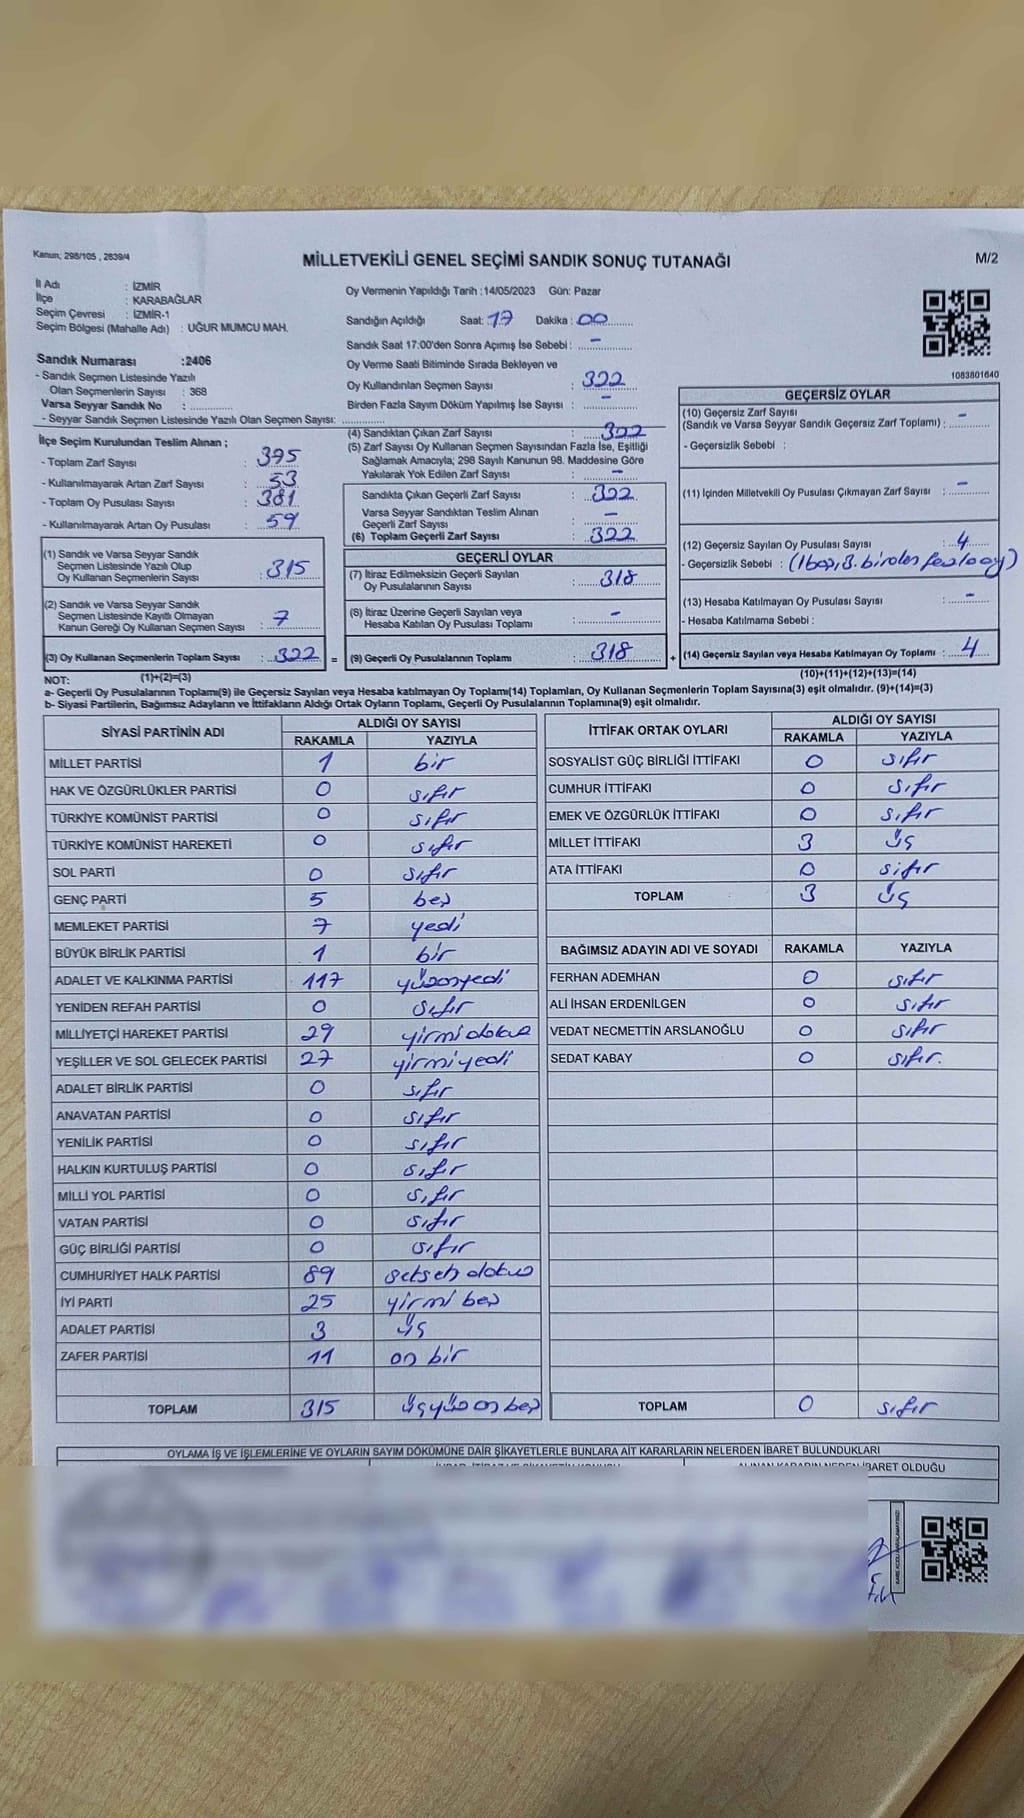 Kanun; 298/105 , 2839/4
MİLLETVEKİLİ GENEL SEÇİMİ SANDIK SONUÇ TUTANAĞI
M/2
İl Adı : İZMİR
İlçe : KARABAĞLAR
Seçim Çevresi : İZMİR-1
Seçim Bölgesi (Mahalle Adı) : UĞUR MUMCU MAH.
Oy Vermenin Yapıldığı Tarih :14/05/2023 Gün: Pazar
Sandığın Açıldığı Saat: 17 Dakika : 00
Sandık Saat 17:00'den Sonra Açımış İse Sebebi : -
Oy Verme Saati Bitiminde Sırada Bekleyen ve
Oy Kullandırılan Seçmen Sayısı : 322
Birden Fazla Sayım Döküm Yapılmış İse Sayısı : -
1083801640
Sandık Numarası :2406
- Sandık Seçmen Listesinde Yazılı
Olan Seçmenlerin Sayısı : 368
Varsa Seyyar Sandık No :
- Seyyar Sandık Seçmen Listesinde Yazılı Olan Seçmen Sayısı:
İlçe Seçim Kurulundan Teslim Alınan ;
- Toplam Zarf Sayısı : 375
- Kullanılmayarak Artan Zarf Sayısı : 53
- Toplam Oy Pusulası Sayısı : 381
- Kullanılmayarak Artan Oy Pusulası : 59
(4) Sandıktan Çıkan Zarf Sayısı : 322
(5) Zarf Sayısı Oy Kullanan Seçmen Sayısından Fazla İse, Eşitliği
Sağlamak Amacıyla; 298 Sayılı Kanunun 98. Maddesine Göre
Yakılarak Yok Edilen Zarf Sayısı : -
Sandıkta Çıkan Geçerli Zarf Sayısı : 322
Varsa Seyyar Sandıktan Teslim Alınan
Geçerli Zarf Sayısı : -
(6) Toplam Geçerli Zarf Sayısı : 322
GEÇERSİZ OYLAR
(10) Geçersiz Zarf Sayısı
(Sandık ve Varsa Seyyar Sandık Geçersiz Zarf Toplamı) : -
- Geçersizlik Sebebi :
(11) İçinden Milletvekili Oy Pusulası Çıkmayan Zarf Sayısı : -
(12) Geçersiz Sayılan Oy Pusulası Sayısı : 4
- Geçersizlik Sebebi : (1 boş, 3 birden fazla oy)
(13) Hesaba Katılmayan Oy Pusulası Sayısı : -
- Hesaba Katılmama Sebebi :
(14) Geçersiz Sayılan veya Hesaba Katılmayan Oy Toplamı : 4
(10)+(11)+(12)+(13)=(14)
(1) Sandık ve Varsa Seyyar Sandık
Seçmen Listesinde Yazılı Olup
Oy Kullanan Seçmenlerin Sayısı : 315
(2) Sandık ve Varsa Seyyar Sandık
Seçmen Listesinde Kayıtlı Olmayan
Kanun Gereği Oy Kullanan Seçmen Sayısı : 7
(3) Oy Kullanan Seçmenlerin Toplam Sayısı : 322 =
GEÇERLİ OYLAR
(7) İtiraz Edilmeksizin Geçerli Sayılan
Oy Pusulalarının Sayısı : 318
(8) İtiraz Üzerine Geçerli Sayılan veya
Hesaba Katılan Oy Pusulası Toplamı : -
(9) Geçerli Oy Pusulalarının Toplamı : 318 +
NOT: (1)+(2)=(3)
a- Geçerli Oy Pusulalarının Toplamı(9) ile Geçersiz Sayılan veya Hesaba katılmayan Oy Toplamı(14) Toplamları, Oy Kullanan Seçmenlerin Toplam Sayısına(3) eşit olmalıdır. (9)+(14)=(3)
b- Siyasi Partilerin, Bağımsız Adayların ve İttifakların Aldığı Ortak Oyların Toplamı, Geçerli Oy Pusulalarının Toplamına(9) eşit olmalıdır.
SİYASİ PARTİNİN ADI ALDIĞI OY SAYISI
RAKAMLA YAZIYLA
MİLLET PARTİSİ 1 bir
HAK VE ÖZGÜRLÜKLER PARTİSİ 0 sıfır
TÜRKİYE KOMÜNİST PARTİSİ 0 sıfır
TÜRKİYE KOMÜNİST HAREKETİ 0 sıfır
SOL PARTİ 0 sıfır
GENÇ PARTİ 5 beş
MEMLEKET PARTİSİ 7 yedi
BÜYÜK BİRLİK PARTİSİ 1 bir
ADALET VE KALKINMA PARTİSİ 117 yüzonyedi
YENİDEN REFAH PARTİSİ 0 sıfır
MİLLİYETÇİ HAREKET PARTİSİ 29 yirmi dokuz
YEŞİLLER VE SOL GELECEK PARTİSİ 27 yirmiyedi
ADALET BİRLİK PARTİSİ 0 sıfır
ANAVATAN PARTİSİ 0 sıfır
YENİLİK PARTİSİ 0 sıfır
HALKIN KURTULUŞ PARTİSİ 0 sıfır
MİLLİ YOL PARTİSİ 0 sıfır
VATAN PARTİSİ 0 sıfır
GÜÇ BİRLİĞİ PARTİSİ 0 sıfır
CUMHURİYET HALK PARTİSİ 89 seksen dokuz
İYİ PARTİ 25 yirmi beş
ADALET PARTİSİ 3 üç
ZAFER PARTİSİ 11 on bir
TOPLAM 315 üçyüz on beş
İTTİFAK ORTAK OYLARI ALDIĞI OY SAYISI
RAKAMLA YAZIYLA
SOSYALİST GÜÇ BİRLİĞİ İTTİFAKI 0 sıfır
CUMHUR İTTİFAKI 0 sıfır
EMEK VE ÖZGÜRLÜK İTTİFAKI 0 sıfır
MİLLET İTTİFAKI 3 üç
ATA İTTİFAKI 0 sıfır
TOPLAM 3 üç
BAĞIMSIZ ADAYIN ADI VE SOYADI RAKAMLA YAZIYLA
FERHAN ADEMHAN 0 sıfır
ALİ İHSAN ERDENİLGEN 0 sıfır
VEDAT NECMETTİN ARSLANOĞLU 0 sıfır
SEDAT KABAY 0 sıfır.
TOPLAM 0 sıfır
OYLAMA İŞ VE İŞLEMLERİNE VE OYLARIN SAYIM DÖKÜMÜNE DAİR ŞİKAYETLERLE BUNLARA AİT KARARLARIN NELERDEN İBARET BULUNDUKLARI
İBARET OLDUĞU